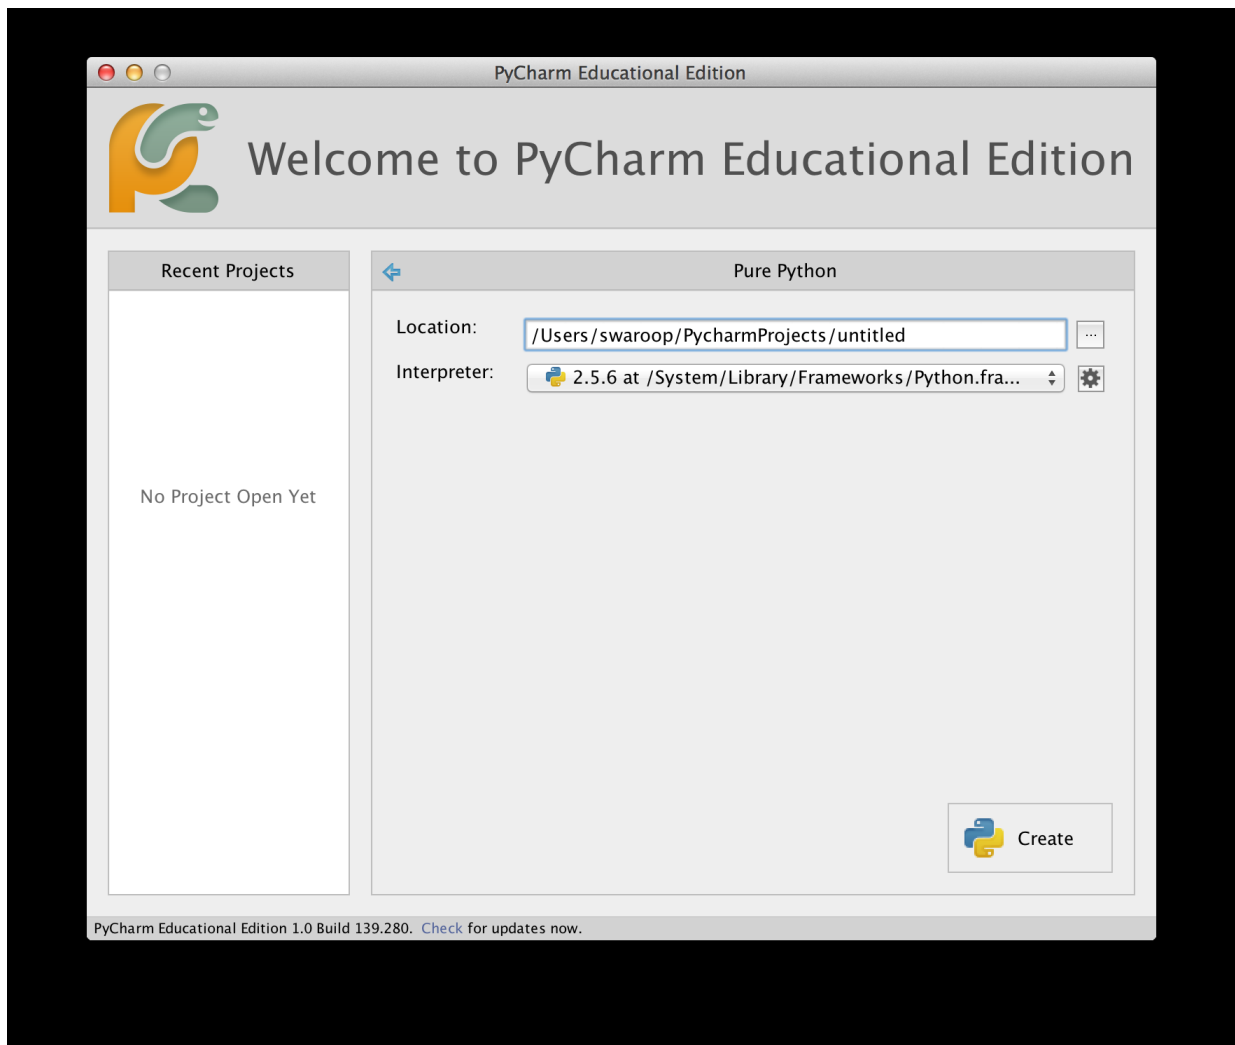 PyCharm Educational Edition
Welcome to PyCharm Educational Edition
Recent Projects
No Project Open Yet
Pure Python
Location:
/Users/swaroop/PycharmProjects/untitled
...
Interpreter:
2.5.6 at /System/Library/Frameworks/Python.fra...
Create
PyCharm Educational Edition 1.0 Build 139.280. Check for updates now.